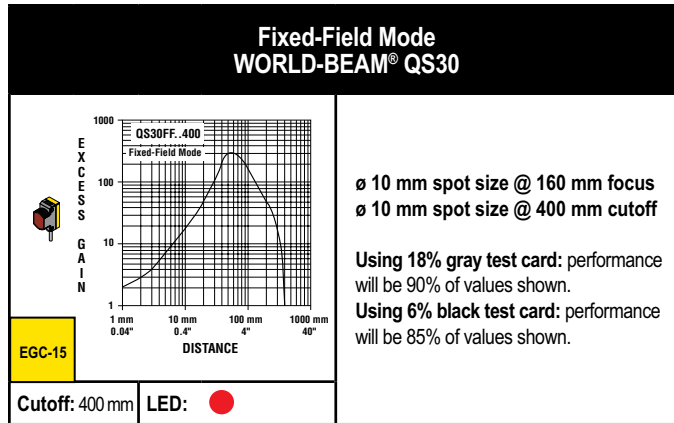 Fixed-Field Mode
WORLD-BEAM® QS30
EXCESS GAIN
1000
100
10
1
QS30FF..400
Fixed-Field Mode
1 mm 10 mm 100 mm 1000 mm
0.04" 0.4" 4" 40"
DISTANCE
EGC-15
Cutoff: 400 mm
LED:
ø 10 mm spot size @ 160 mm focus
ø 10 mm spot size @ 400 mm cutoff
Using 18% gray test card: performance
will be 90% of values shown.
Using 6% black test card: performance
will be 85% of values shown.